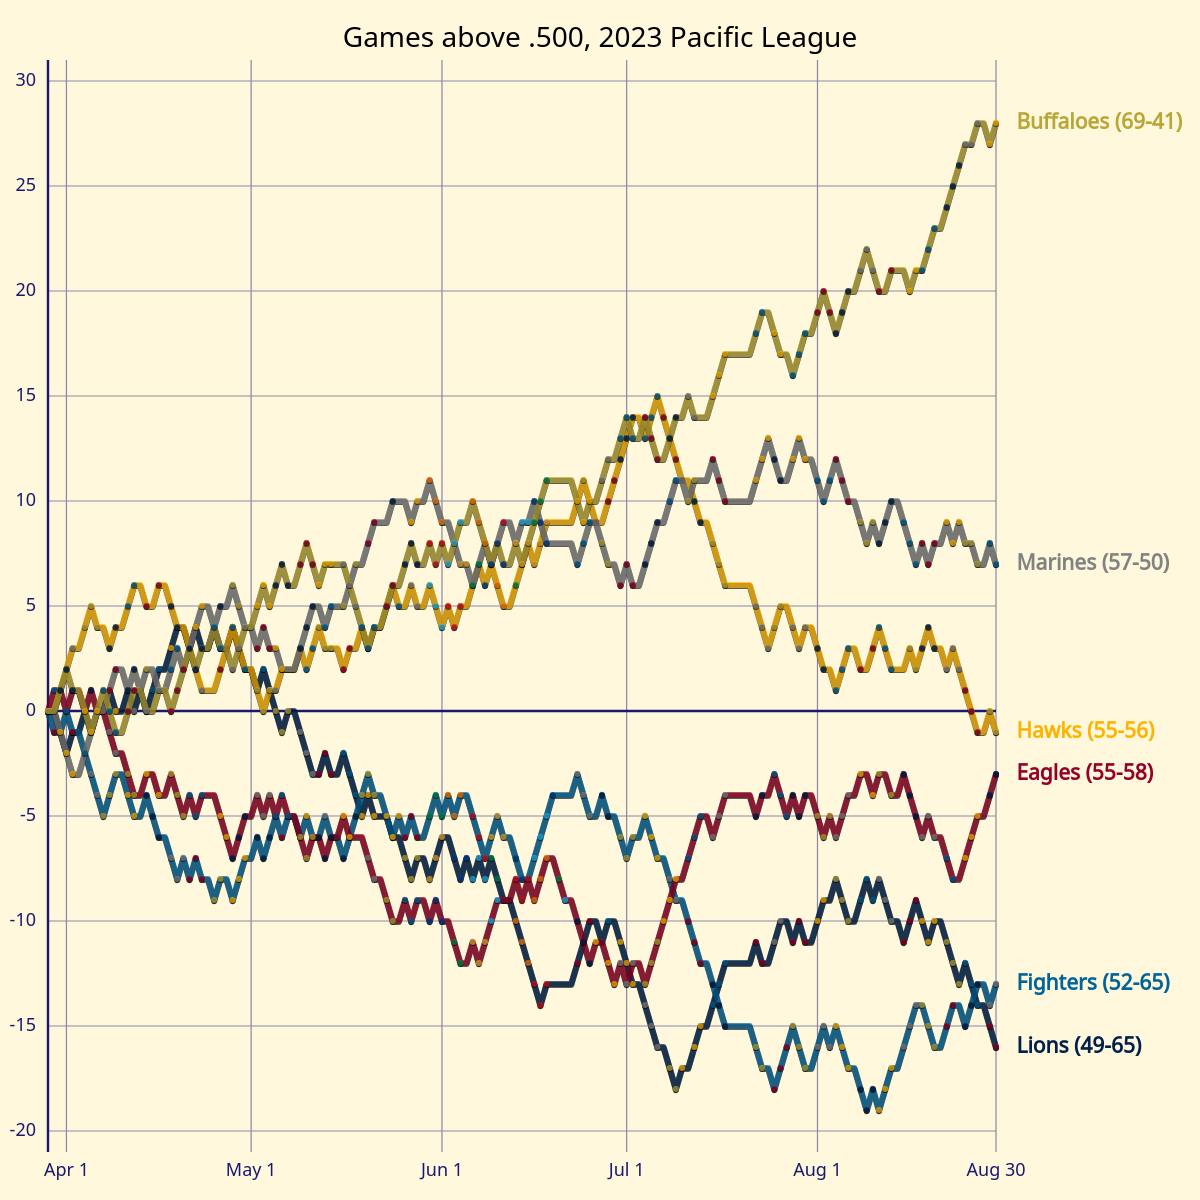 Games above .500, 2023 Pacific League
30
25
20
15
10
5
0
-5
-10
-15
-20
Buffaloes (69-41)
Marines (57-50)
Hawks (55-56)
Eagles (55-58)
Fighters (52-65)
Lions (49-65)
Apr 1
May 1
Jun 1
Jul 1
Aug 1
Aug 30